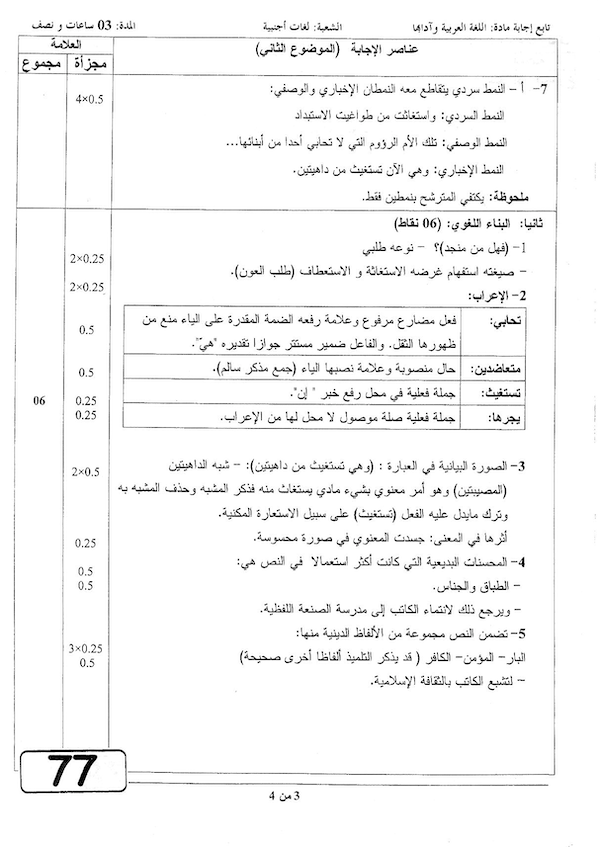 تابع إجابة مادة: اللغة العربية وآدابها الشعبة: لغات أجنبية المدة: 03 ساعات و نصف
عناصر الإجابة (الموضوع الثاني) العلامة
مجزأة مجموع
7- أ - النمط سردي يتقاطع معه النمطان الإخباري والوصفي:
4×0.5
النمط السردي: واستغاثت من طواغيت الاستبداد
النمط الوصفي: تلك الأم الرؤوم التي لا تحابي أحدا من أبنائها...
النمط الإخباري: وهي الآن تستغيث من داهيتين.
ملحوظة: يكتفي المترشح بنمطين فقط.
ثانيا: البناء اللغوي: (06 نقاط)
1- (فهل من منجد)؟ - نوعه طلبي 2×0.25
- صيغته استفهام غرضه الاستغاثة و الاستعطاف (طلب العون). 2×0.25
2- الإعراب:
تحابي: فعل مضارع مرفوع وعلامة رفعه الضمة المقدرة على الياء منع من
ظهورها الثقل. والفاعل ضمير مستتر جوازا تقديره "هيّ". 0.5
متعاضدين: حال منصوبة وعلامة نصبها الياء (جمع مذكر سالم). 0.5
تستغيث: جملة فعلية في محل رفع خبر " إن". 0.25 06
يجرها: جملة فعلية صلة موصول لا محل لها من الإعراب. 0.25
3- الصورة البيانية في العبارة : (وهي تستغيث من داهيتين): - شبه الداهيتين 2×0.5
(المصيبتين) وهو أمر معنوي بشيء مادي يستغاث منه فذكر المشبه وحذف المشبه به
وترك مايدل عليه الفعل (تستغيث) على سبيل الاستعارة المكنية.
أثرها في المعنى: جسدت المعنوي في صورة محسوسة. 0.25
4- المحسنات البديعية التي كانت أكثر استعمالا في النص هي: 0.5
- الطباق والجناس. 0.5
- ويرجع ذلك لانتماء الكاتب إلى مدرسة الصنعة اللفظية.
5- تضمن النص مجموعة من الألفاظ الدينية منها: 3×0.25
البار- المؤمن- الكافر ( قد يذكر التلميذ ألفاظا أخرى صحيحة) 0.5
- لتشبع الكاتب بالثقافة الإسلامية.
77
3 من 4